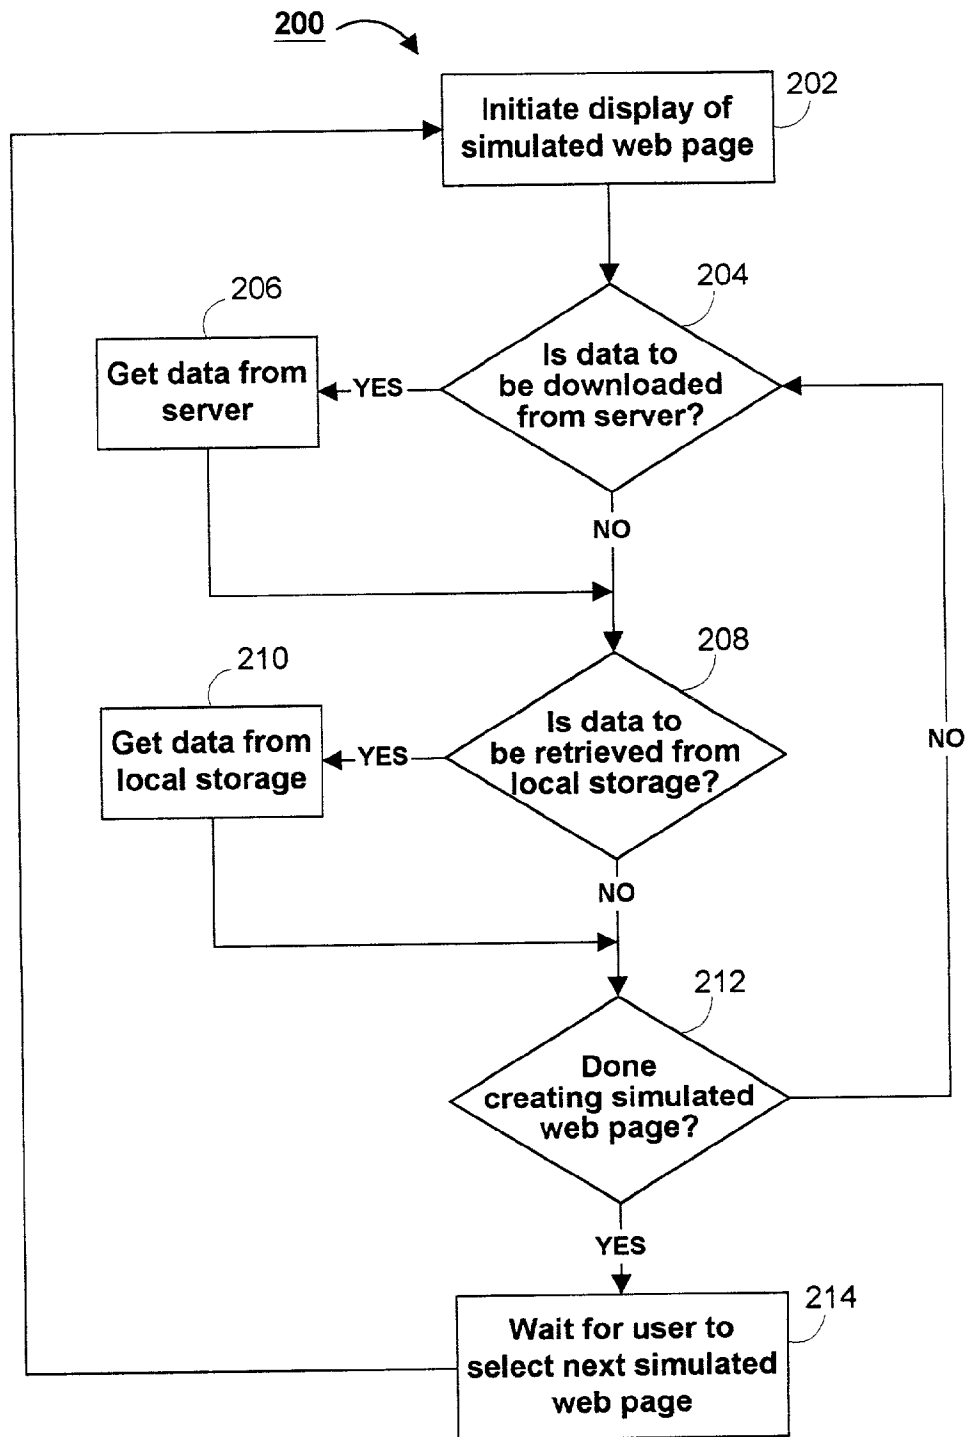 200
202
Initiate display of
simulated web page
204
206
Is data to
be downloaded
from server?
Get data from
server
YES
NO
208
210
Is data to
be retrieved from
local storage?
Get data from
local storage
YES
NO
NO
212
Done
creating simulated
web page?
YES
214
Wait for user to
select next simulated
web page